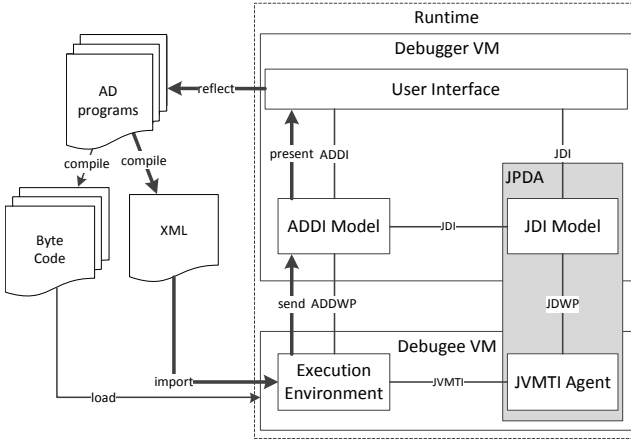 Runtime
Debugger VM
AD
programs
reflect
User Interface
compile
compile
present
ADDI
JDI
JPDA
Byte
Code
XML
ADDI Model
JDI
JDI Model
send
ADDWP
JDWP
Debugee VM
import
Execution
Environment
JVMTI
JVMTI Agent
load